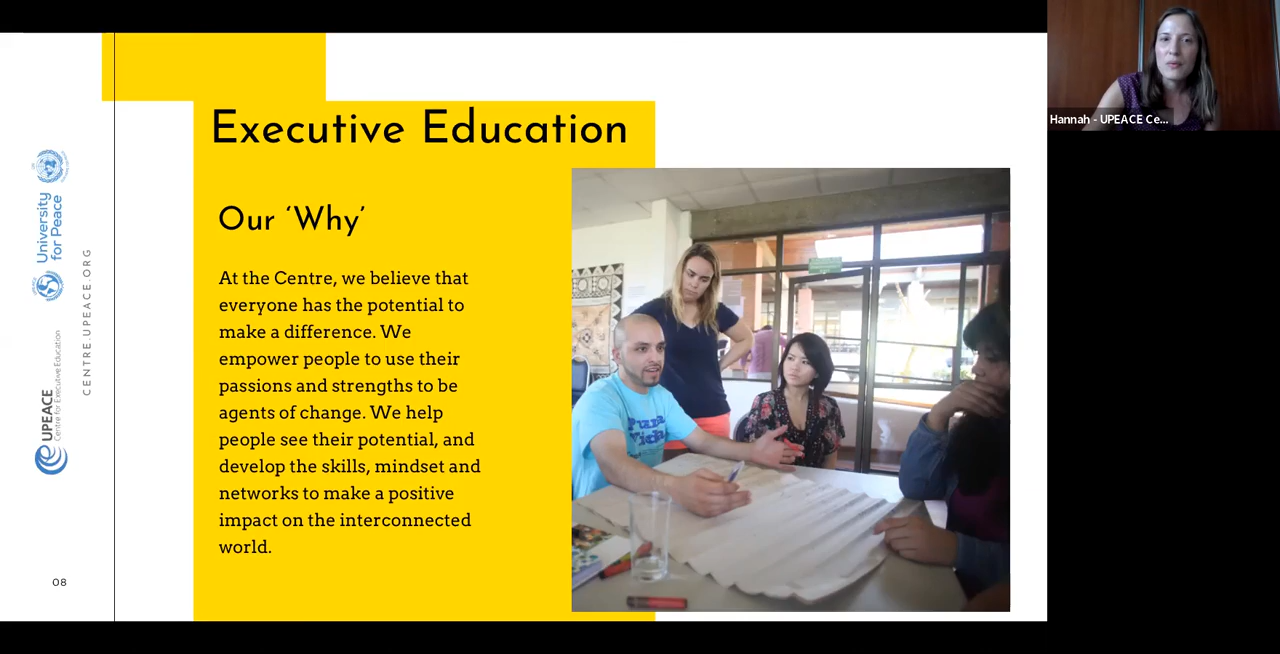 Executive Education
Our ‘Why’
At the Centre, we believe that
everyone has the potential to
make a difference. We
empower people to use their
passions and strengths to be
agents of change. We help
people see their potential, and
develop the skills, mindset and
networks to make a positive
impact on the interconnected
world.
University
for Peace
UPEACE
Centre for Executive Education
CENTRE.UPEACE.ORG
08
Pura
Vida
Hannah - UPEACE Ce...